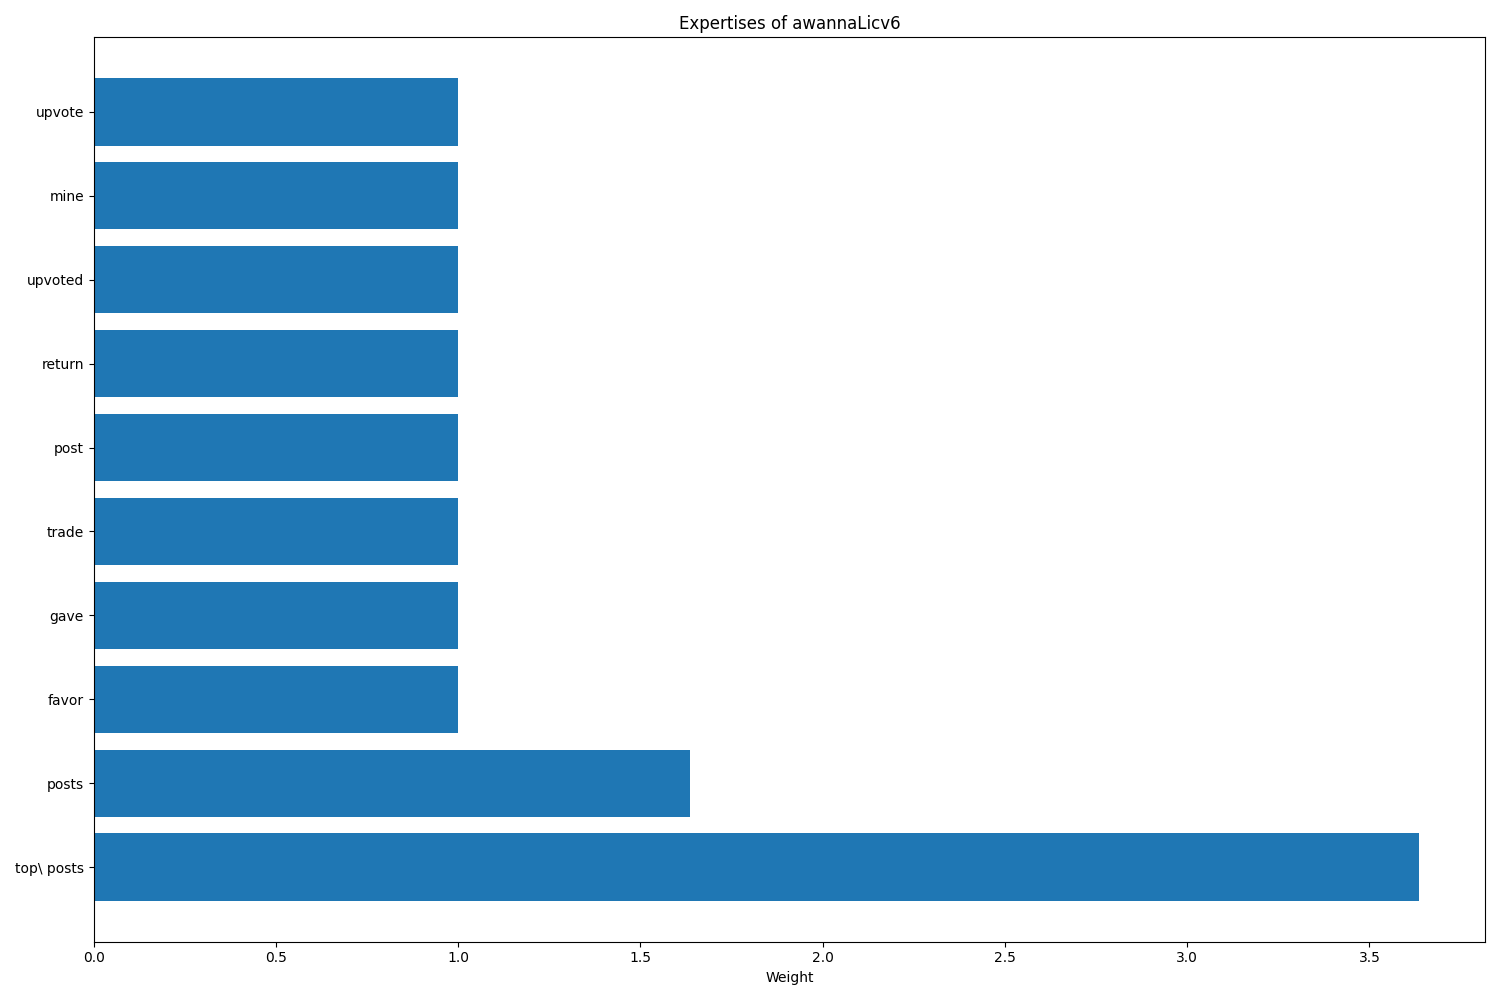 Expertises of awannaLicv6
upvote
mine
upvoted
return
post
trade
gave
favor
posts
top\ posts
0.0 0.5 1.0 1.5 2.0 2.5 3.0 3.5
Weight